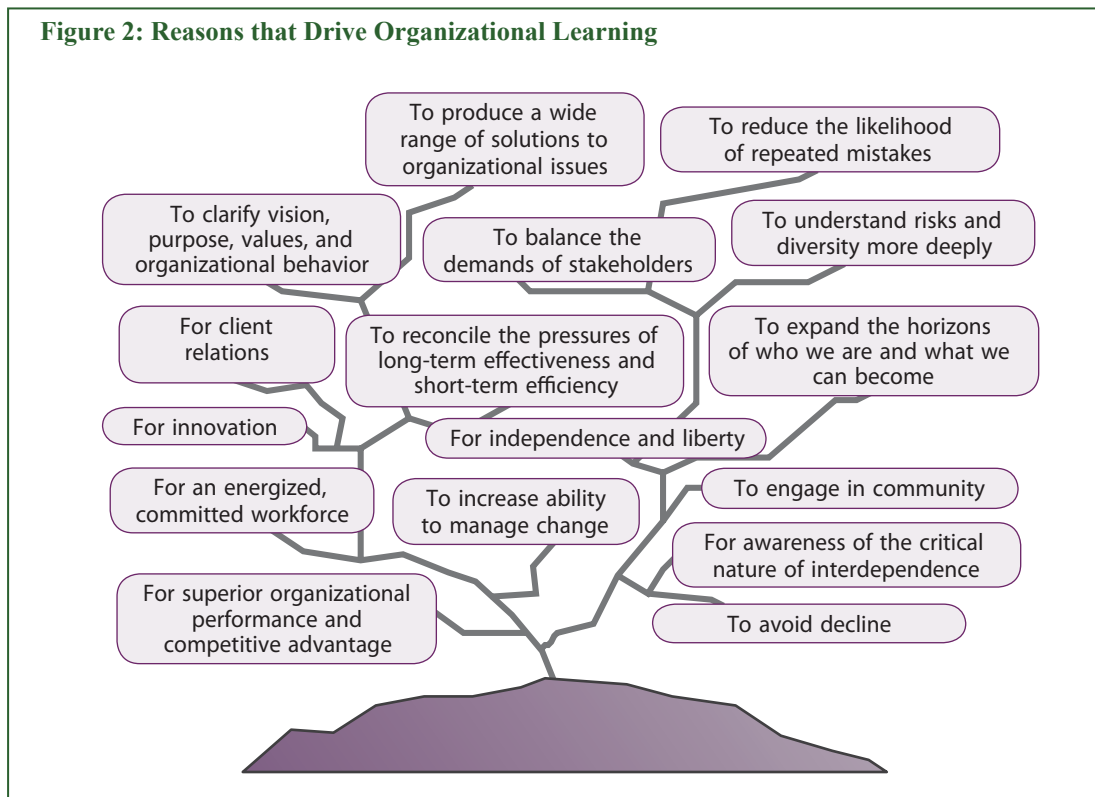 Figure 2: Reasons that Drive Organizational Learning
To produce a wide
range of solutions to
organizational issues
To reduce the likelihood
of repeated mistakes
To clarify vision,
purpose, values, and
organizational behavior
To balance the
demands of stakeholders
To understand risks and
diversity more deeply
For client
relations
To reconcile the pressures of
long-term effectiveness and
short-term efficiency
To expand the horizons
of who we are and what we
can become
For innovation
For independence and liberty
For an energized,
committed workforce
To increase ability
to manage change
To engage in community
For awareness of the critical
nature of interdependence
For superior organizational
performance and
competitive advantage
To avoid decline